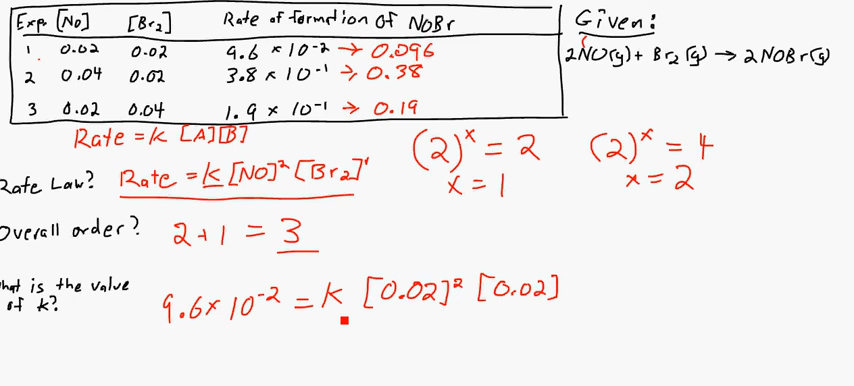 Exp. [No] [Br₂] Rate of formtion of NOBr
1 0.02 0.02 9.6 × 10⁻² → 0.096
2 0.04 0.02 3.8 × 10⁻¹ → 0.38
3 0.02 0.04 1.9 × 10⁻¹ → 0.19
Given:
2NO(g) + Br₂(g) → 2NOBr(g)
Rate = K [A][B]
Rate Law? Rate = K [NO]² [Br₂]¹
(2)ˣ = 2
x = 1
(2)ˣ = 4
x = 2
Overall order? 2 + 1 = 3
hat is the value
of k?
9.6 × 10⁻² = K [0.02]² [0.02]